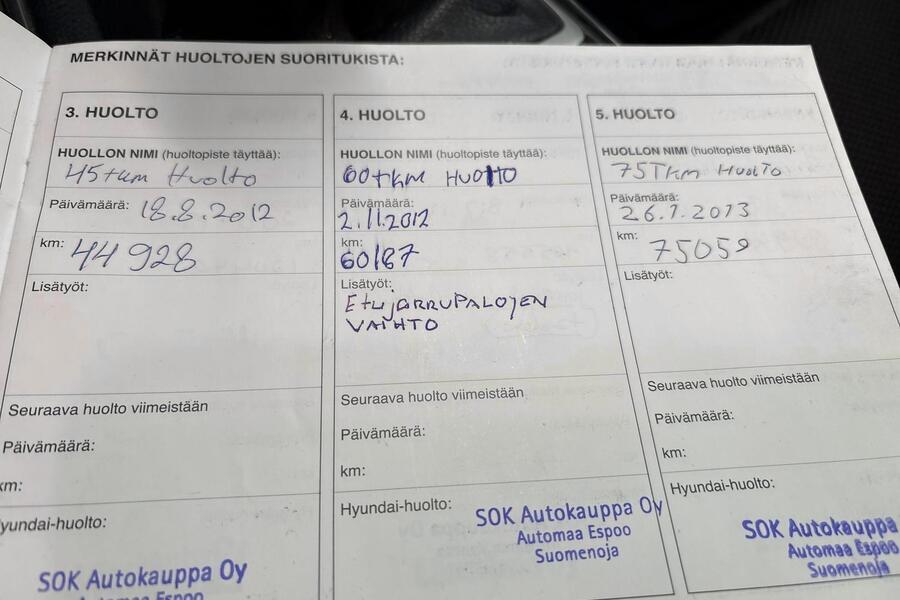 MERKINNÄT HUOLTOJEN SUORITUKISTA:
3. HUOLTO
HUOLLON NIMI (huoltopiste täyttää):
45tkm Huolto
Päivämäärä: 18.8.2012
km: 44928
Lisätyöt:
Seuraava huolto viimeistään
Päivämäärä:
km:
Hyundai-huolto:
SOK Autokauppa Oy
Automaa Espoo
4. HUOLTO
HUOLLON NIMI (huoltopiste täyttää):
60tkm HUOLTO
Päivämäärä:
2.11.2012
km:
60187
Lisätyöt:
EtUjARRUPALOJEN
VAIHTO
Seuraava huolto viimeistään
Päivämäärä:
km:
Hyundai-huolto:
SOK Autokauppa Oy
Automaa Espoo
Suomenoja
5. HUOLTO
HUOLLON NIMI (huoltopiste täyttää):
75Tkm HuolTo
Päivämäärä:
26.1.2013
km: 75059
Lisätyöt:
Seuraava huolto viimeistään
Päivämäärä:
km:
Hyundai-huolto:
SOK Autokauppa
Automaa Espoo
Suomenoja